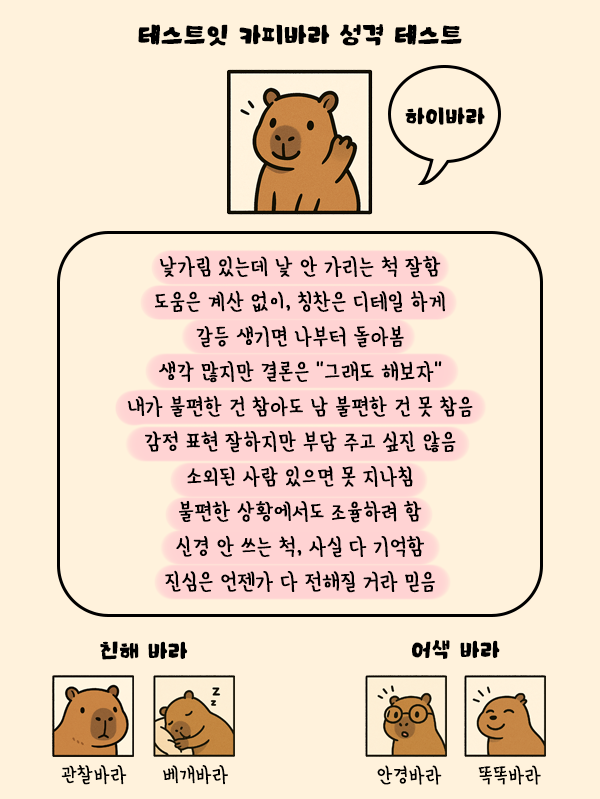 테스트잇 카피바라 성격 테스트
하이바라
낯가림 있는데 낯 안 가리는 척 잘함
도움은 계산 없이, 칭찬은 디테일 하게
갈등 생기면 나부터 돌아봄
생각 많지만 결론은 "그래도 해보자"
내가 불편한 건 참아도 남 불편한 건 못 참음
감정 표현 잘하지만 부담 주고 싶진 않음
소외된 사람 있으면 못 지나침
불편한 상황에서도 조율하려 함
신경 안 쓰는 척, 사실 다 기억함
진심은 언젠가 다 전해질 거라 믿음
친해 바라 어색 바라
z z
관찰바라 베개바라 안경바라 똑똑바라